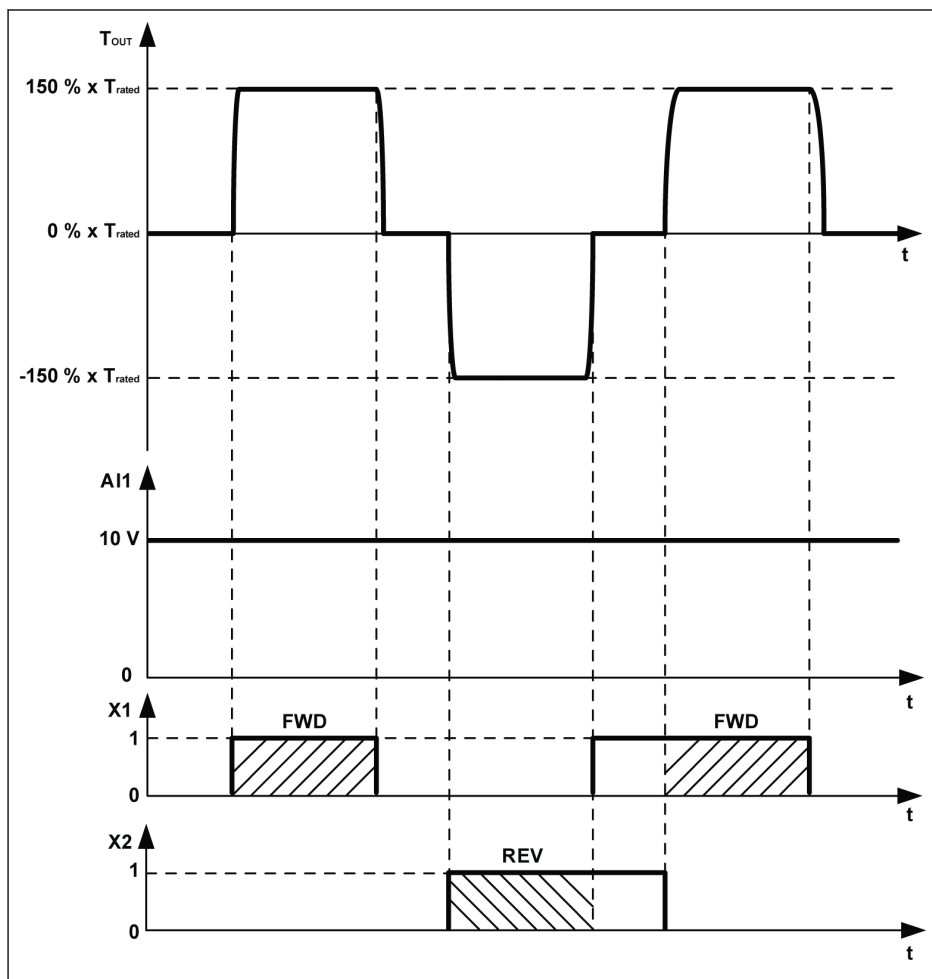 TOUT
150 % x Trated
0 % x Trated
t
-150 % x Trated
AI1
10 V
0
t
X1
FWD
FWD
1
0
t
X2
REV
1
0
t